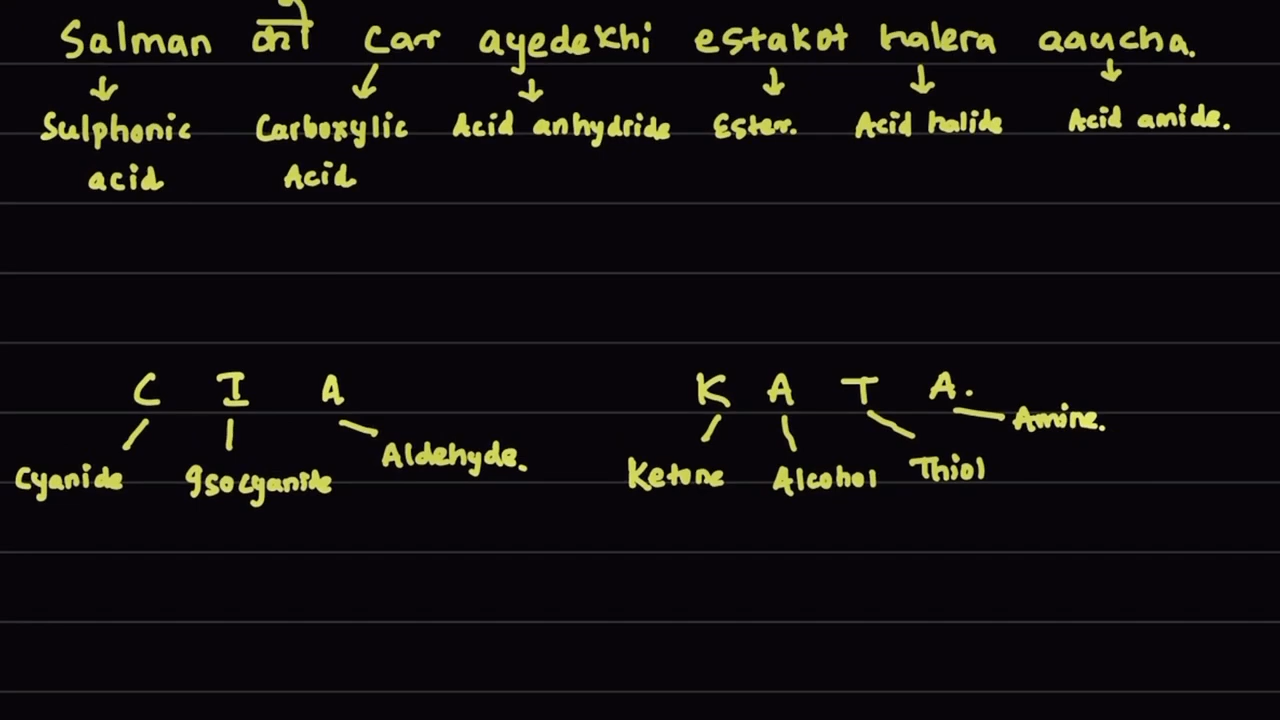 Salman को car ayedekhi estakot halera aaucha.
Sulphonic Carboxylic Acid anhydride Ester. Acid halide Acid amide.
acid Acid
C I A K A T A.
Amine.
Aldehyde.
Cyanide Isocyanide Ketone Alcohol Thiol